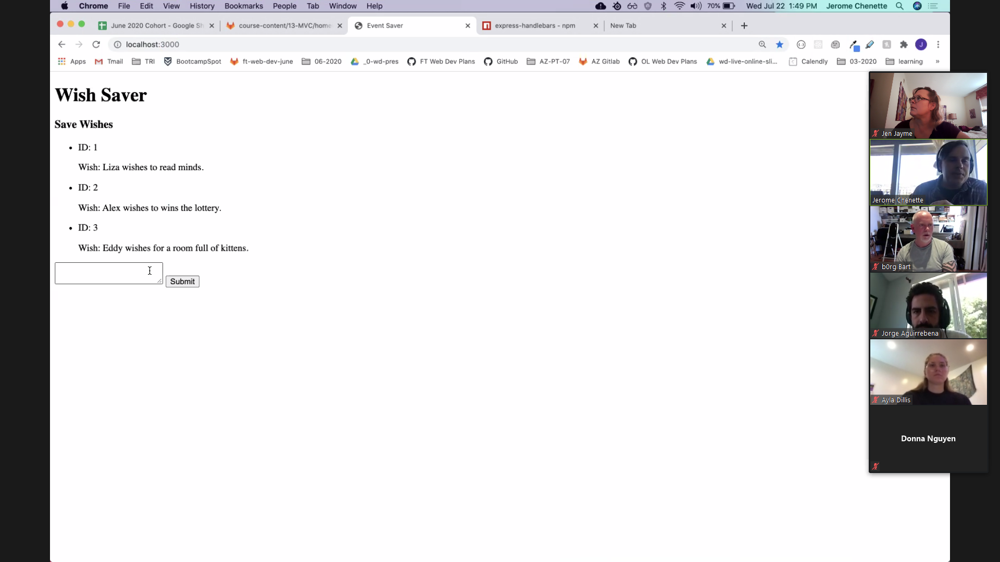 Chrome File Edit View History Bookmarks People Tab Window Help 70% Wed Jul 22 1:49 PM Jerome Chenette
June 2020 Cohort - Google Sh course-content/13-MVC/home Event Saver express-handlebars - npm New Tab
localhost:3000 J
Apps Tmail TRI BootcampSpot ft-web-dev-june 06-2020 _0-wd-pres FT Web Dev Plans GitHub AZ-PT-07 AZ Gitlab OL Web Dev Plans wd-live-online-sli... Calendly 03-2020 learning »
Wish Saver
Save Wishes
• ID: 1
Wish: Liza wishes to read minds.
• ID: 2
Wish: Alex wishes to wins the lottery.
• ID: 3
Wish: Eddy wishes for a room full of kittens.
Submit
Jen Jayme
Jerome Chenette
b0rg Bart
Jorge Aguirrebena
Ayla Dillis
Donna Nguyen